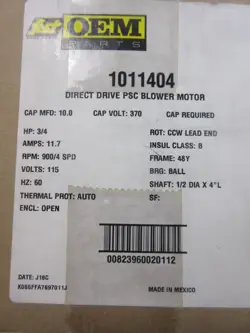 fast OEM
PARTS
1011404
DIRECT DRIVE PSC BLOWER MOTOR
CAP MFD: 10.0 CAP VOLT: 370 CAP REQUIRED
HP: 3/4 ROT: CCW LEAD END
AMPS: 11.7 INSUL CLASS: B
RPM: 900/4 SPD FRAME: 48Y
VOLTS: 115 BRG: BALL
HZ: 60 SHAFT: 1/2 DIA X 4"L
THERMAL PROT: AUTO SF:
ENCL: OPEN
00823960020112
DATE: J16C
K055FYA7697011J
MADE IN MEXICO